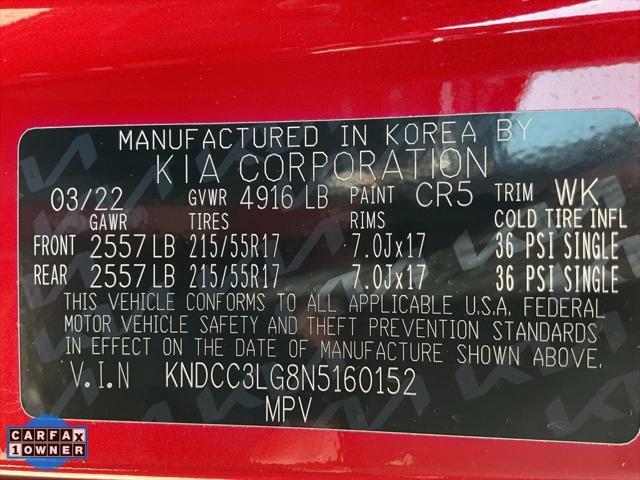 MANUFACTURED IN KOREA BY
KIA CORPORATION
03/22 GVWR 4916 LB PAINT CR5 TRIM WK
GAWR TIRES RIMS COLD TIRE INFL
FRONT 2557 LB 215/55R17 7.0Jx17 36 PSI SINGLE
REAR 2557 LB 215/55R17 7.0Jx17 36 PSI SINGLE
THIS VEHICLE CONFORMS TO ALL APPLICABLE U.S.A. FEDERAL
MOTOR VEHICLE SAFETY AND THEFT PREVENTION STANDARDS
IN EFFECT ON THE DATE OF MANUFACTURE SHOWN ABOVE.
V.I.N KNDCC3LG8N5160152
MPV
CARFAX
1 OWNER